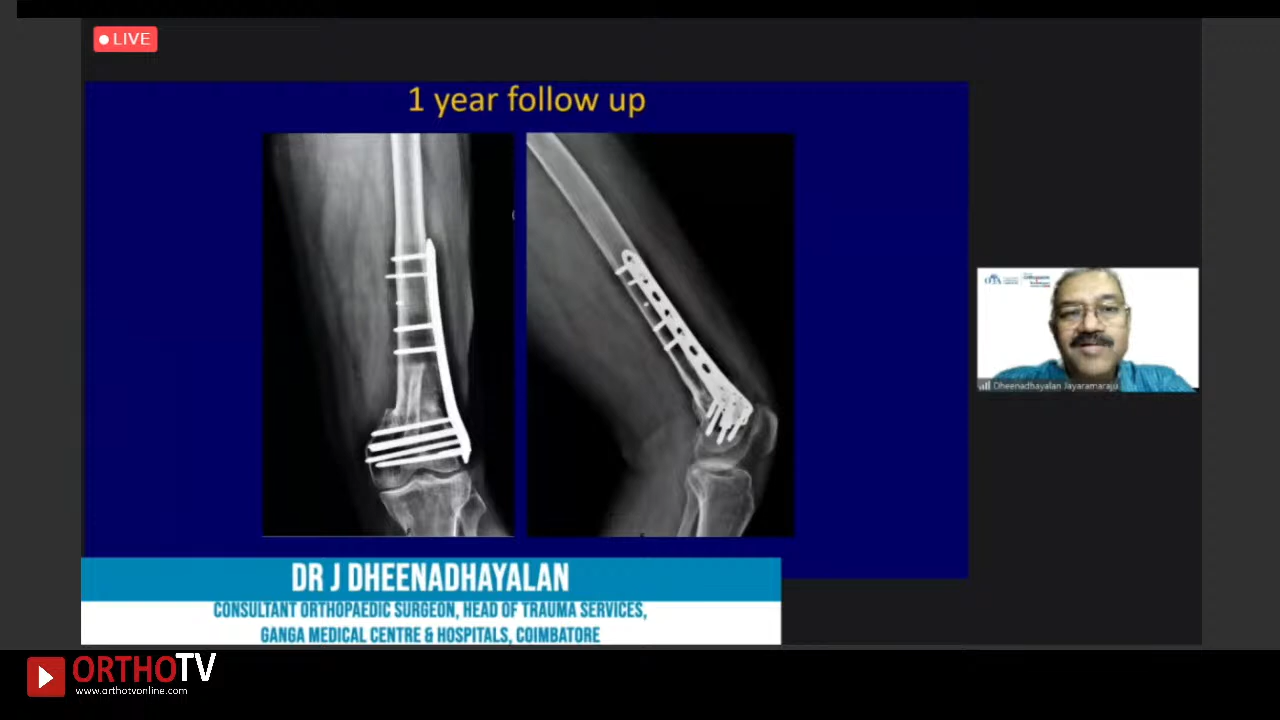 LIVE
1 year follow up
Dheenadhayalan Jayaramaraju
DR J DHEENADHAYALAN
CONSULTANT ORTHOPAEDIC SURGEON, HEAD OF TRAUMA SERVICES,
GANGA MEDICAL CENTRE & HOSPITALS, COIMBATORE
ORTHOTV
www.orthotvonline.com